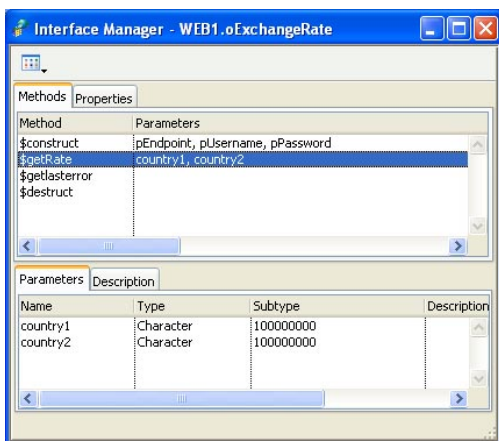 Interface Manager - WEB1.oExchangeRate
Methods Properties
Method Parameters
$construct pEndpoint, pUsername, pPassword
$getRate country1, country2
$getlasterror
$destruct
Parameters Description
Name Type Subtype Description
country1 Character 100000000
country2 Character 100000000